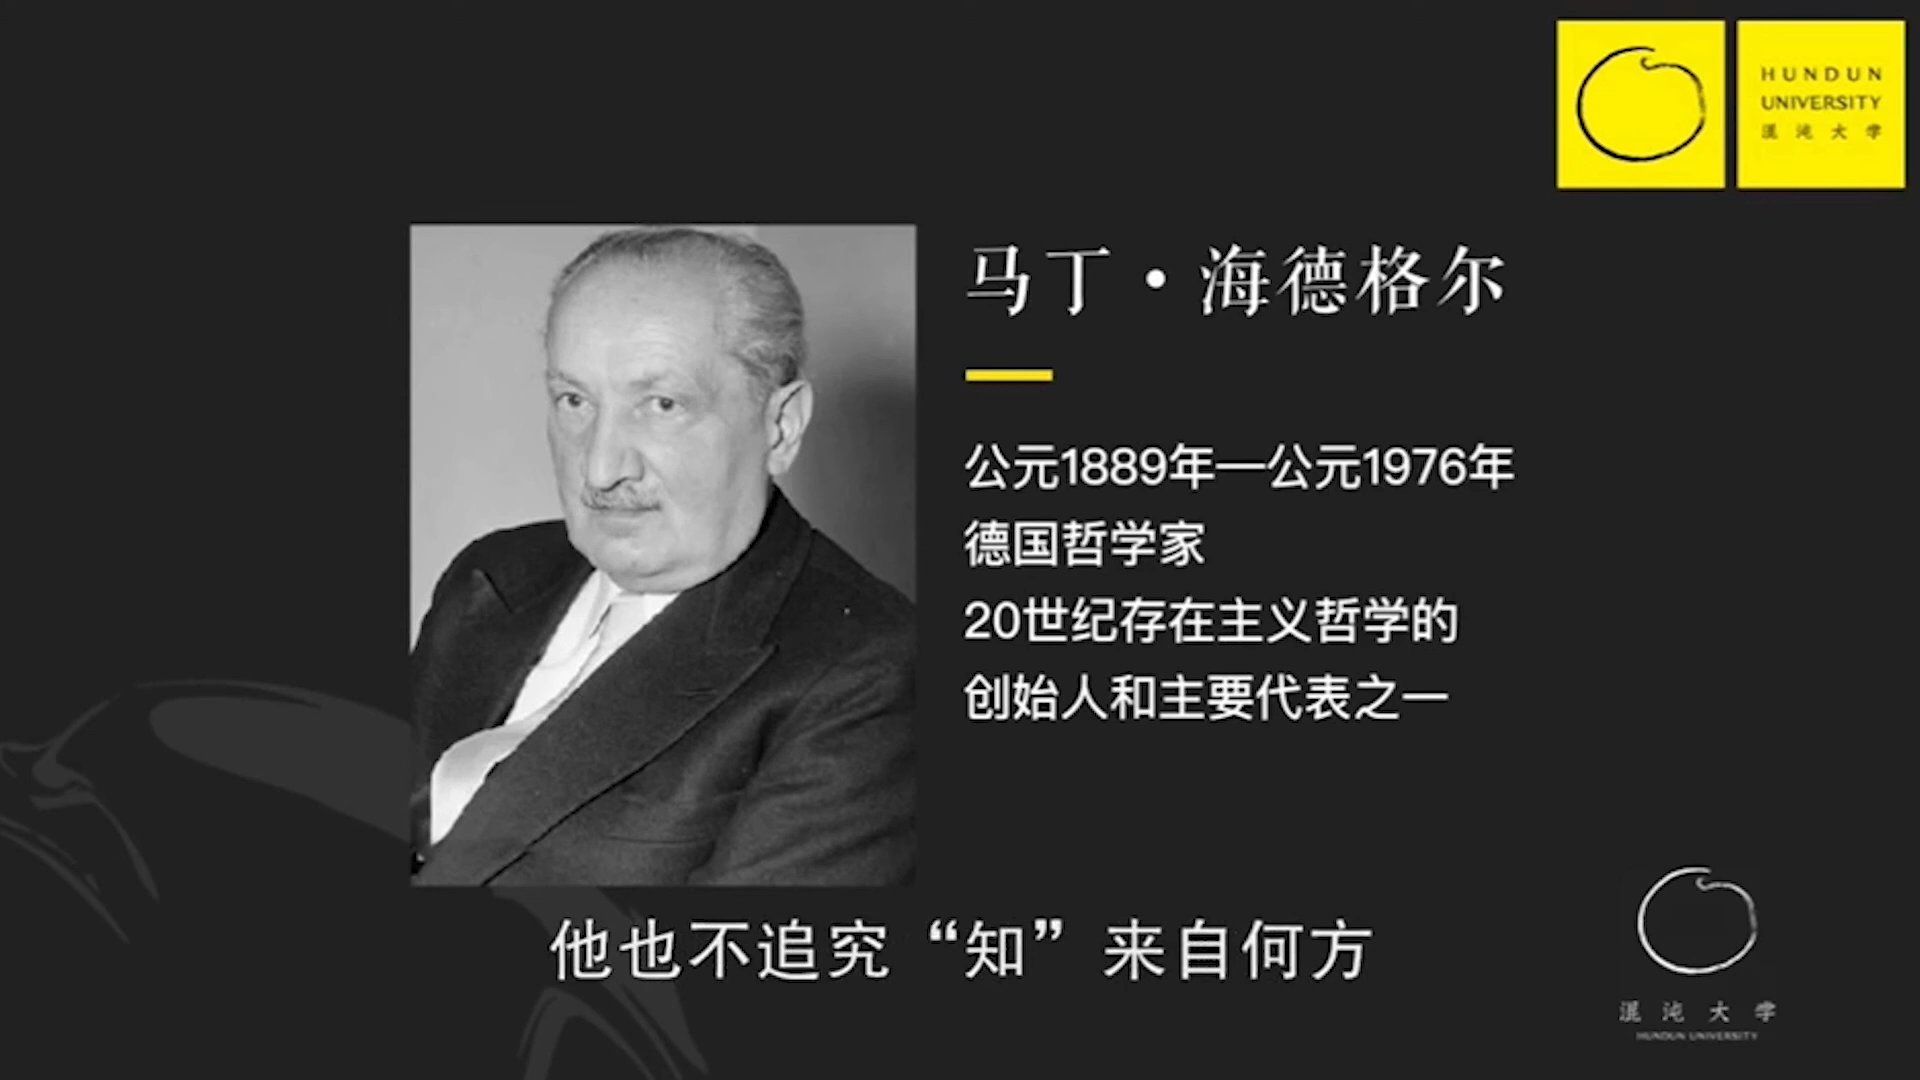 HUNDUN
UNIVERSITY
混沌大学
马丁·海德格尔
公元1889年—公元1976年
德国哲学家
20世纪存在主义哲学的
创始人和主要代表之一
他也不追究“知”来自何方
混沌大学
HUNDUN UNIVERSITY